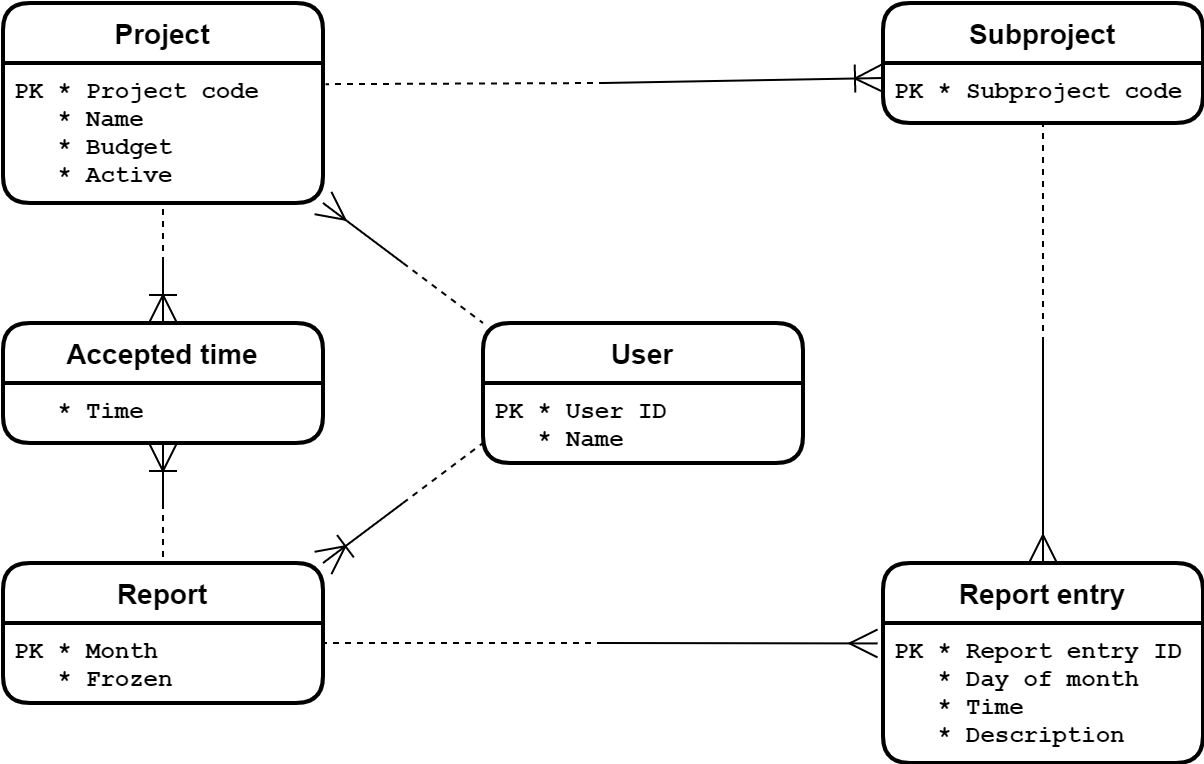 Project
PK * Project code
* Name
* Budget
* Active
Subproject
PK * Subproject code
Accepted time
* Time
User
PK * User ID
* Name
Report
PK * Month
* Frozen
Report entry
PK * Report entry ID
* Day of month
* Time
* Description